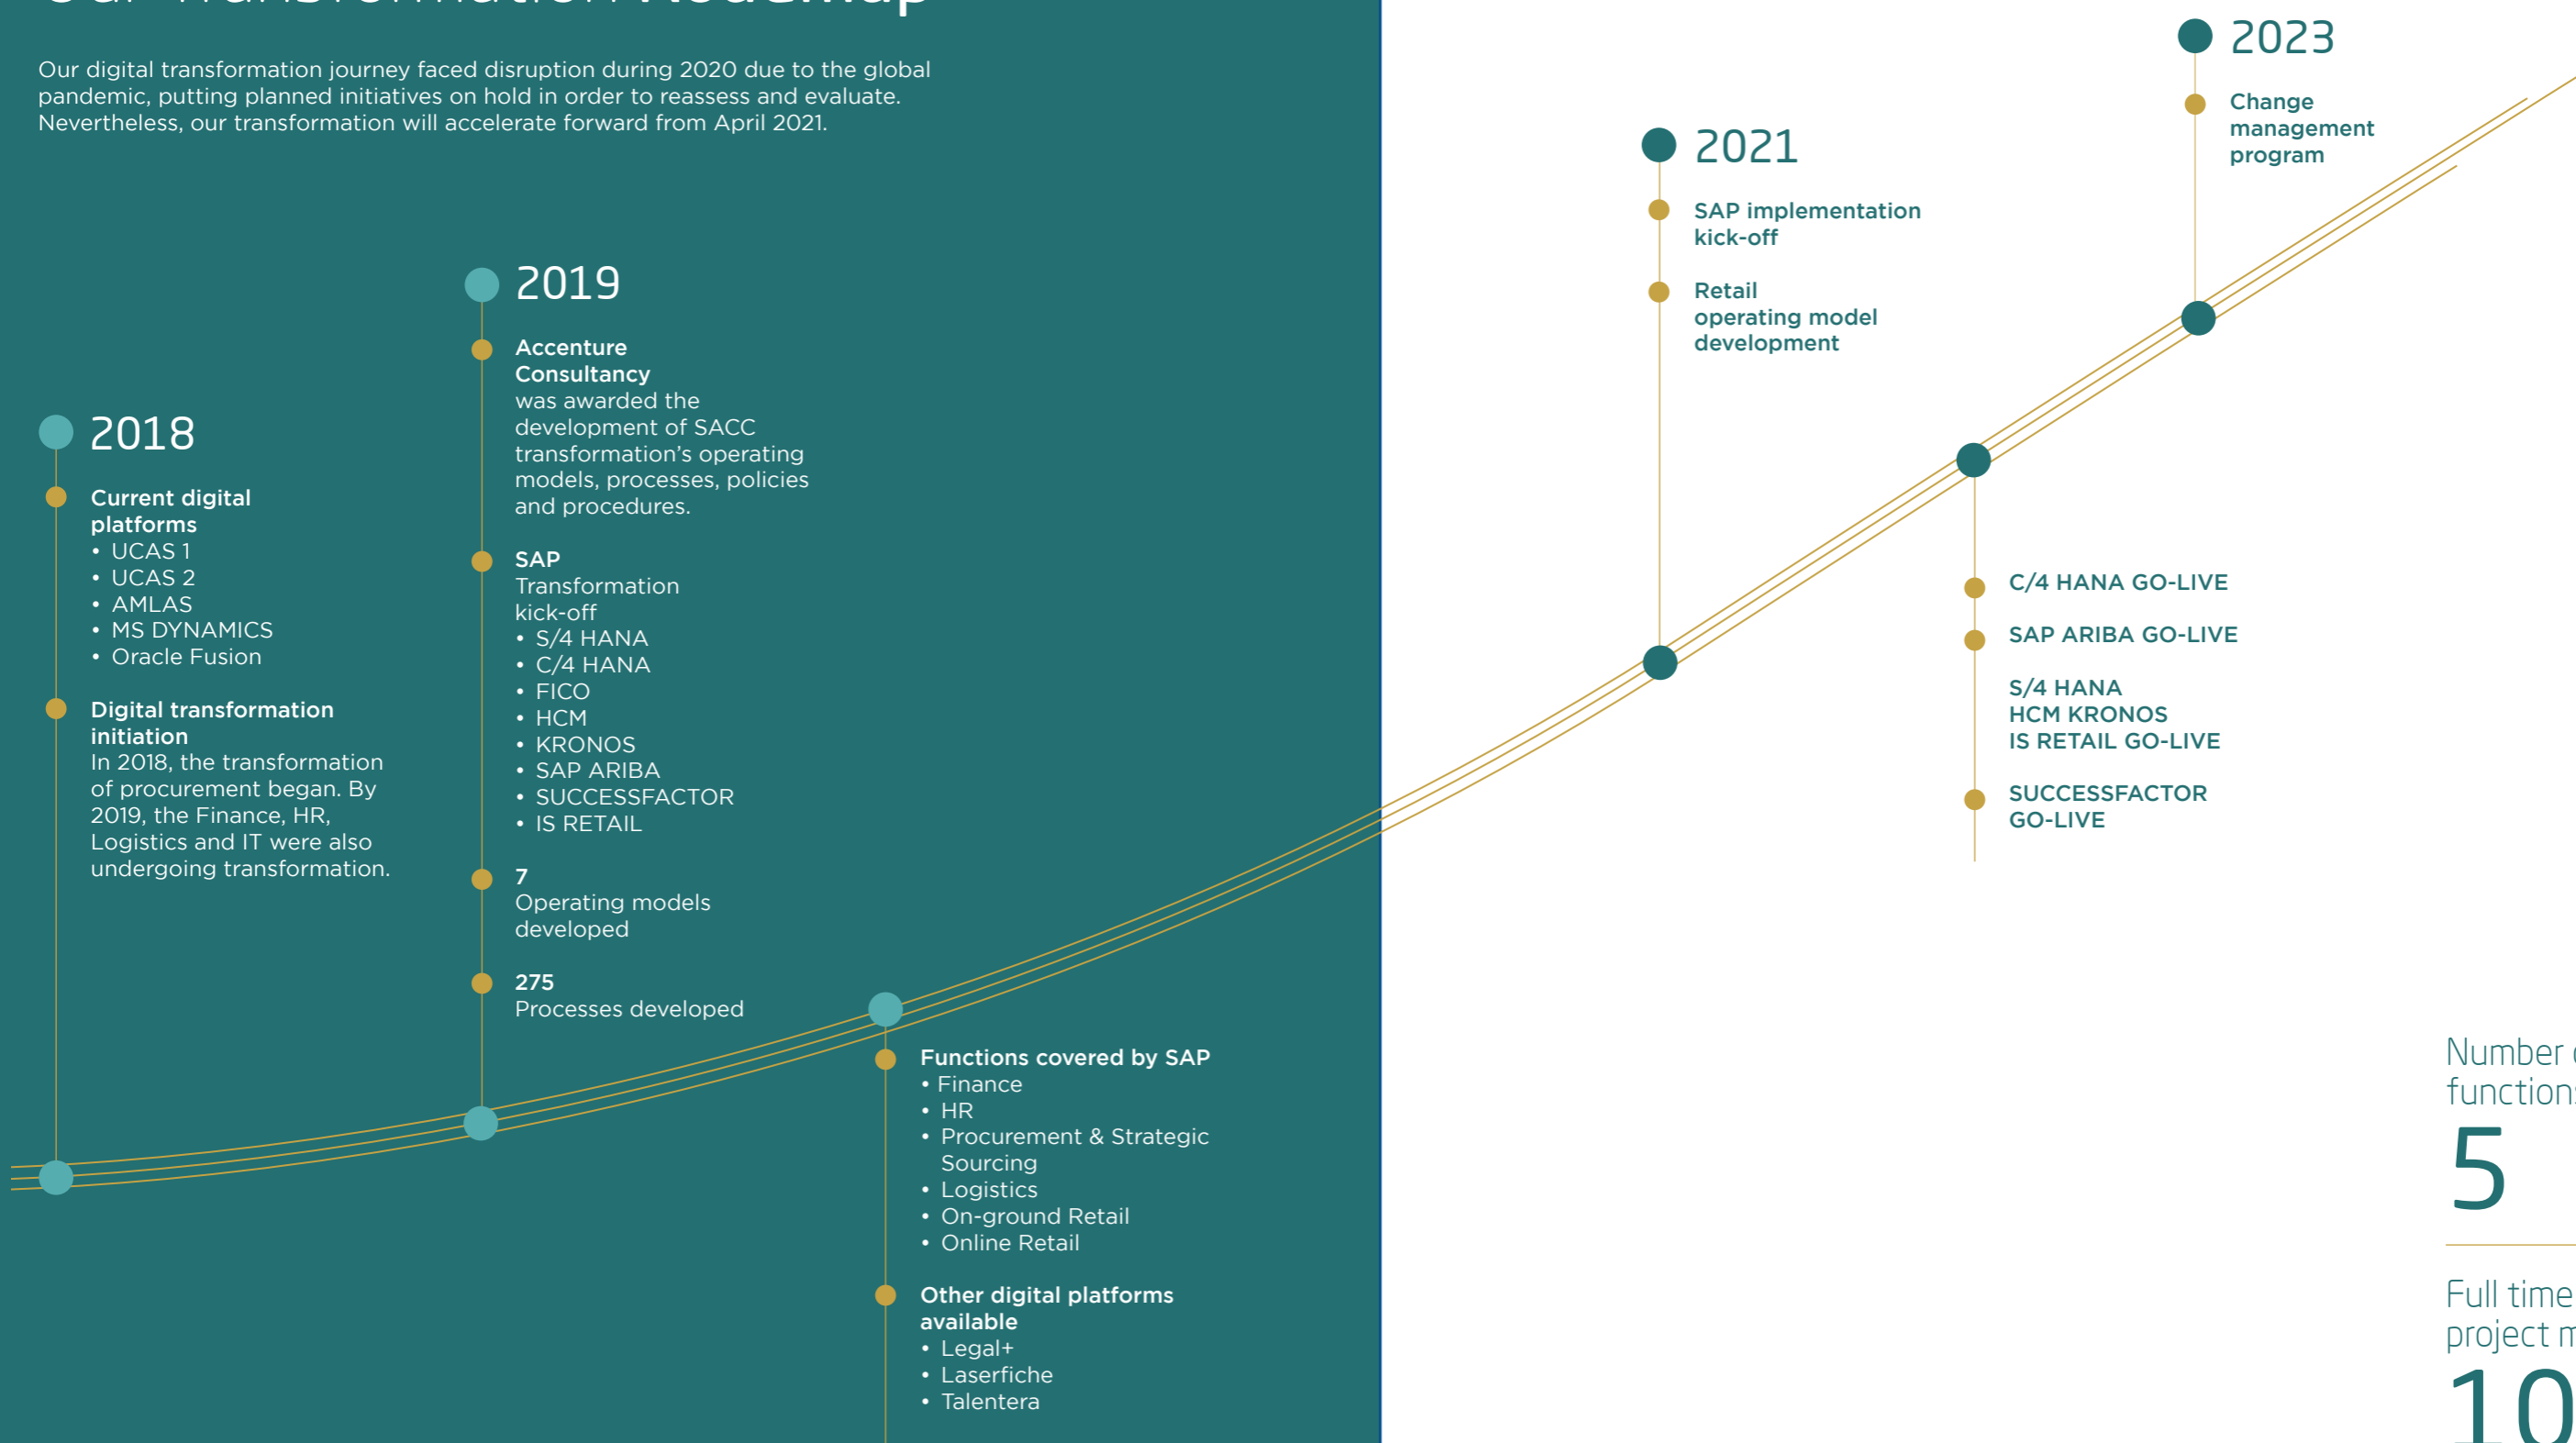 Our Transformation Roadmap
Our digital transformation journey faced disruption during 2020 due to the global
pandemic, putting planned initiatives on hold in order to reassess and evaluate.
Nevertheless, our transformation will accelerate forward from April 2021.
2018
Current digital
platforms
• UCAS 1
• UCAS 2
• AMLAS
• MS DYNAMICS
• Oracle Fusion
Digital transformation
initiation
In 2018, the transformation
of procurement began. By
2019, the Finance, HR,
Logistics and IT were also
undergoing transformation.
2019
Accenture
Consultancy
was awarded the
development of SACC
transformation’s operating
models, processes, policies
and procedures.
SAP
Transformation
kick-off
• S/4 HANA
• C/4 HANA
• FICO
• HCM
• KRONOS
• SAP ARIBA
• SUCCESSFACTOR
• IS RETAIL
7
Operating models
developed
275
Processes developed
Functions covered by SAP
• Finance
• HR
• Procurement & Strategic
Sourcing
• Logistics
• On-ground Retail
• Online Retail
Other digital platforms
available
• Legal+
• Laserfiche
• Talentera
2021
SAP implementation
kick-off
Retail
operating model
development
C/4 HANA GO-LIVE
SAP ARIBA GO-LIVE
S/4 HANA
HCM KRONOS
IS RETAIL GO-LIVE
SUCCESSFACTOR
GO-LIVE
2023
Change
management
program
Number
functions
5
Full time
project
10